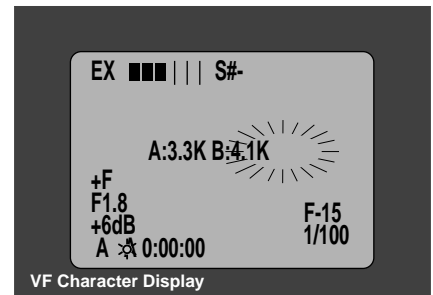 EX ||| S#-
A:3.3K B:4.1K
+F
F1.8
+6dB
F-15
1/100
A 0:00:00
VF Character Display